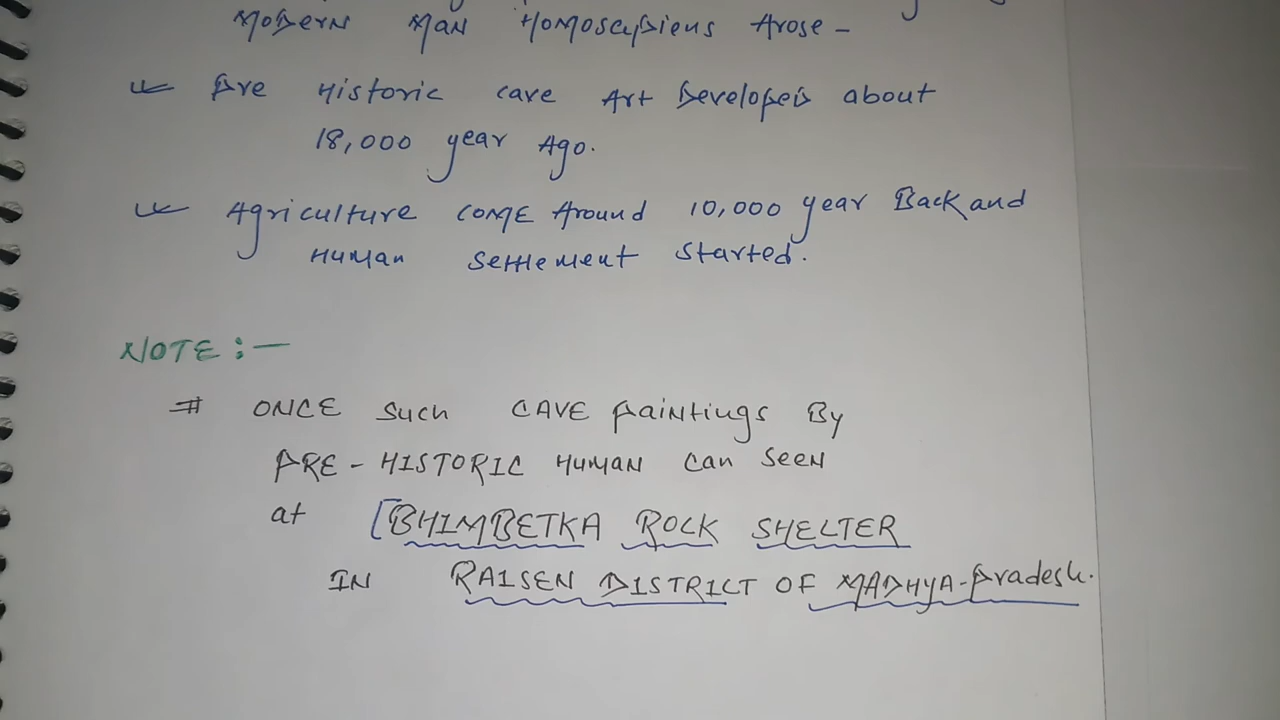 Modern Man Homosapiens Arose -
Pre Historic cave Art Developed about
18,000 year Ago.
Agriculture come Around 10,000 year Back and
Human Settlement started.
NOTE :-
# ONCE such CAVE paintings By
PRE - HISTORIC HUMAN can seen
at [BHIMBETKA ROCK SHELTER
IN RAISEN DISTRICT OF MADHYA-Pradesh.